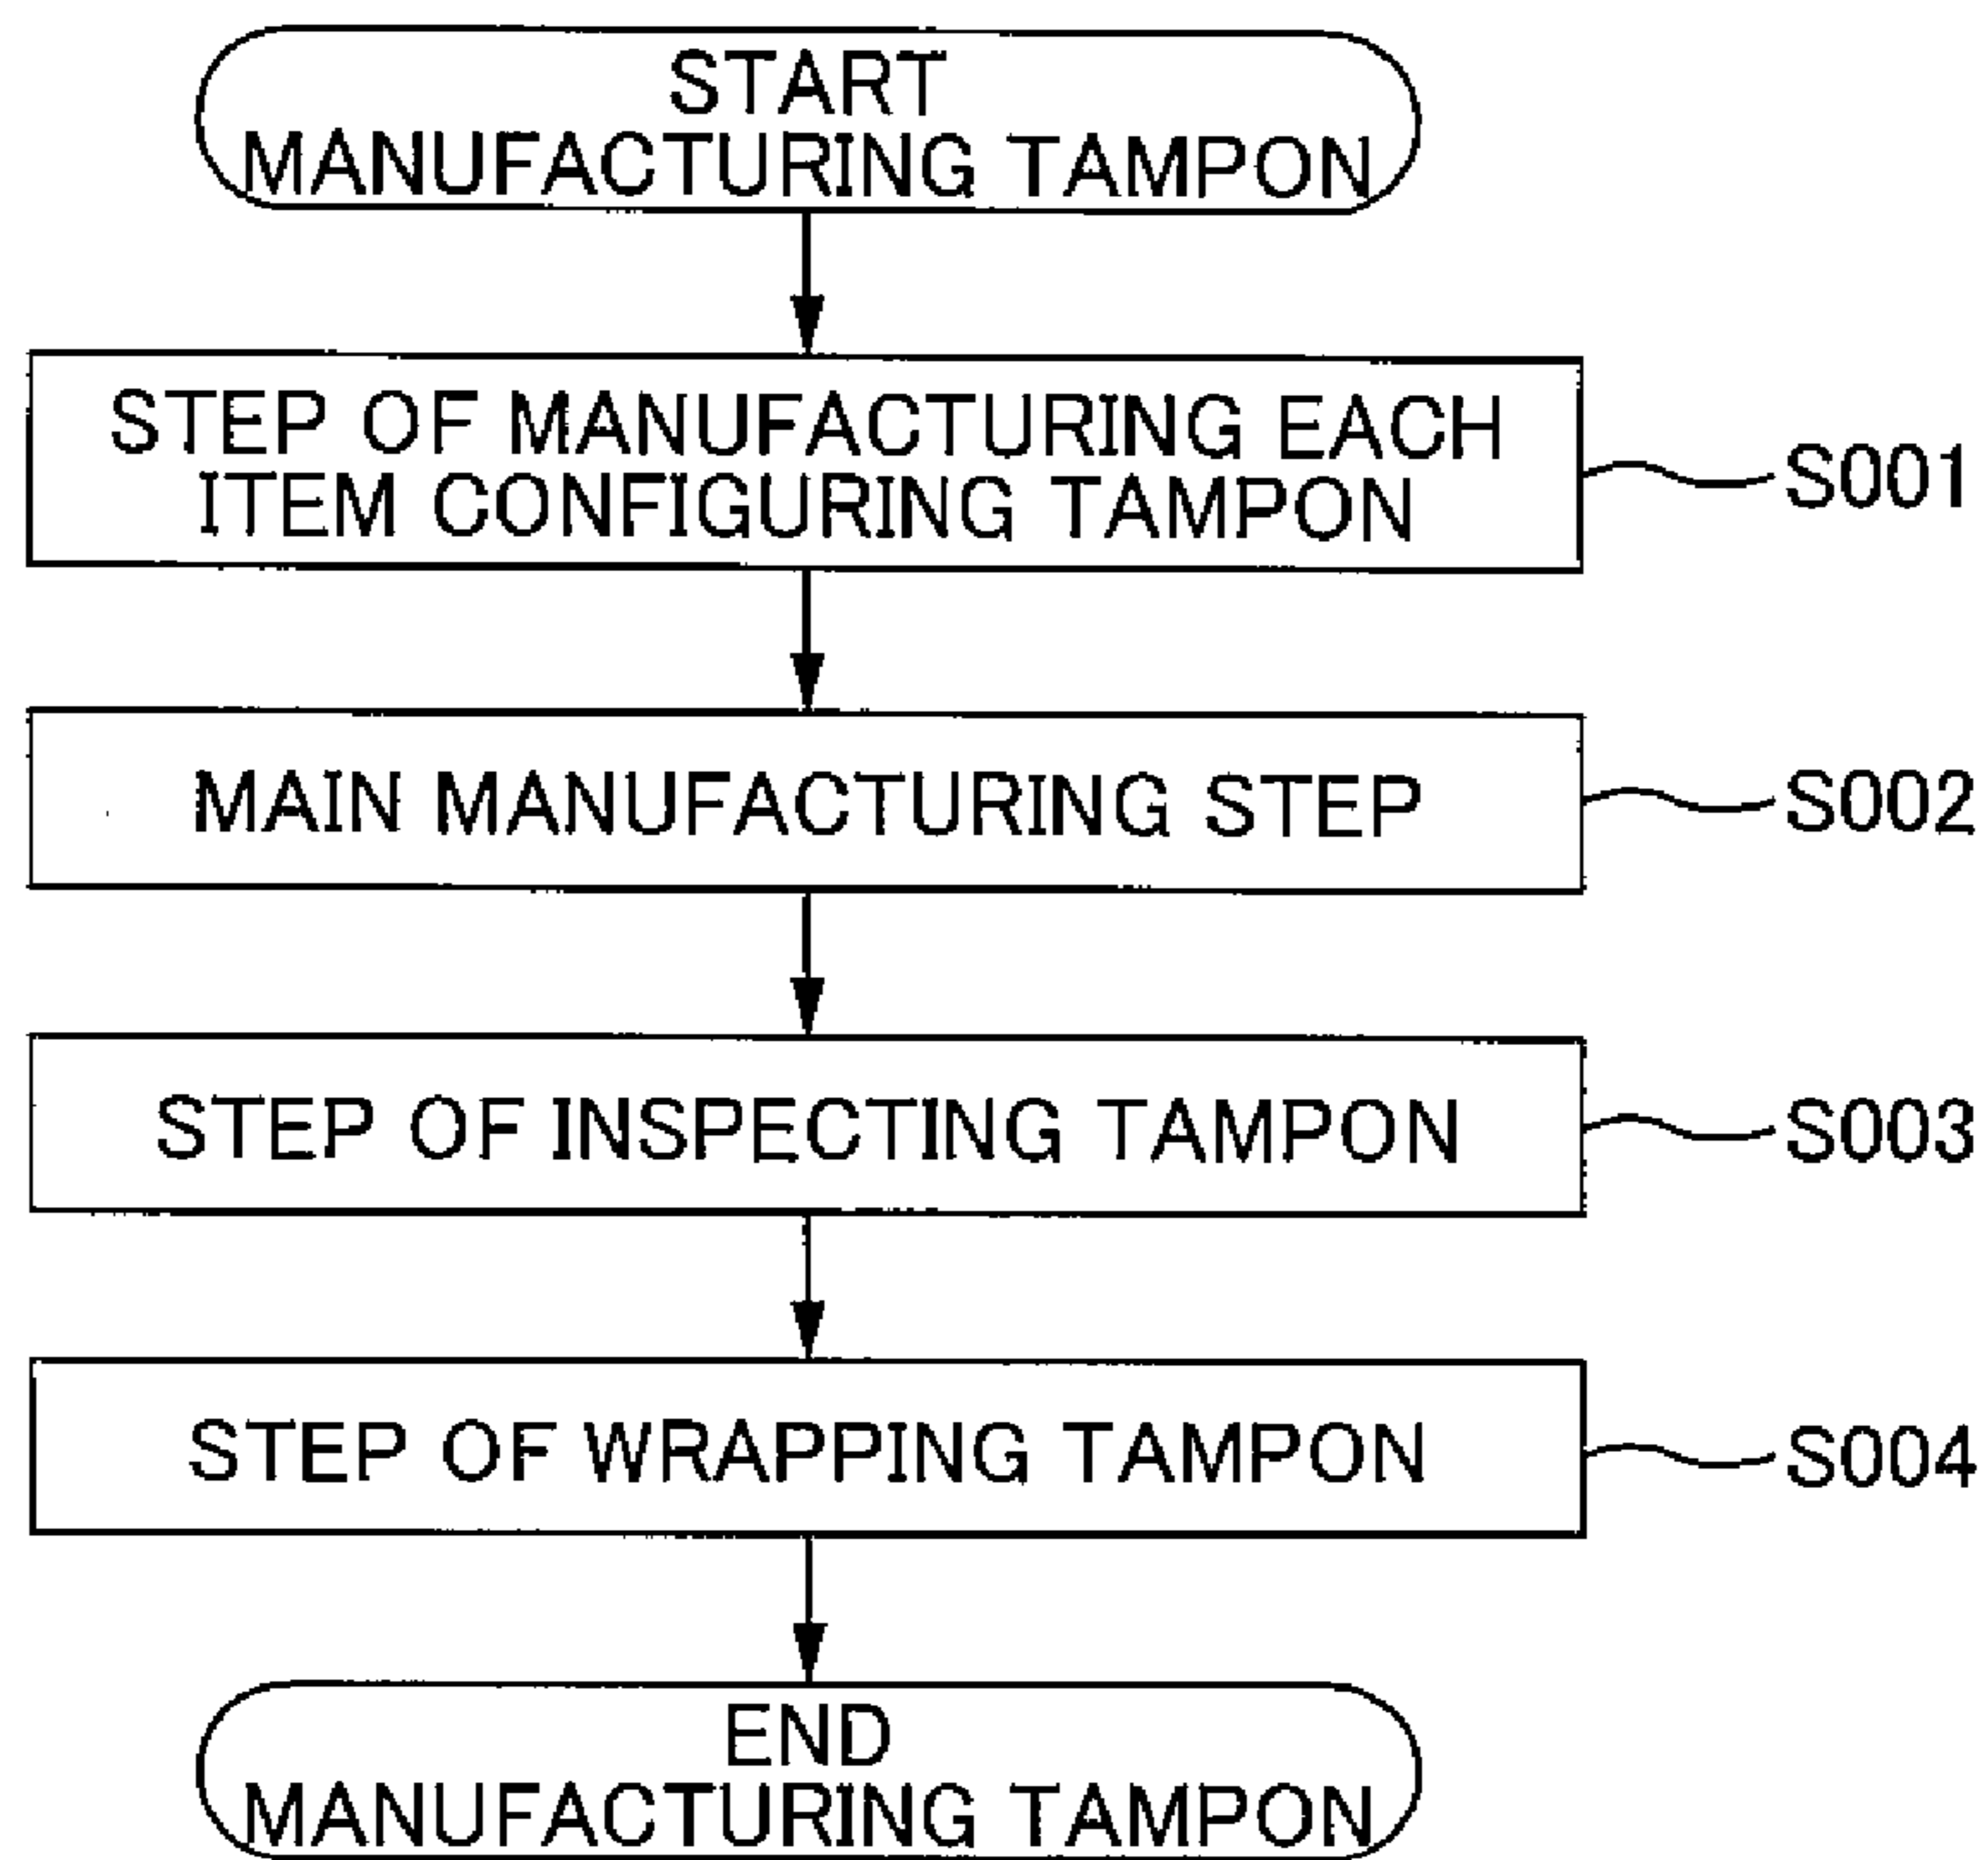 START
MANUFACTURING TAMPON
STEP OF MANUFACTURING EACH
ITEM CONFIGURING TAMPON
S001
MAIN MANUFACTURING STEP
S002
STEP OF INSPECTING TAMPON
S003
STEP OF WRAPPING TAMPON
S004
END
MANUFACTURING TAMPON